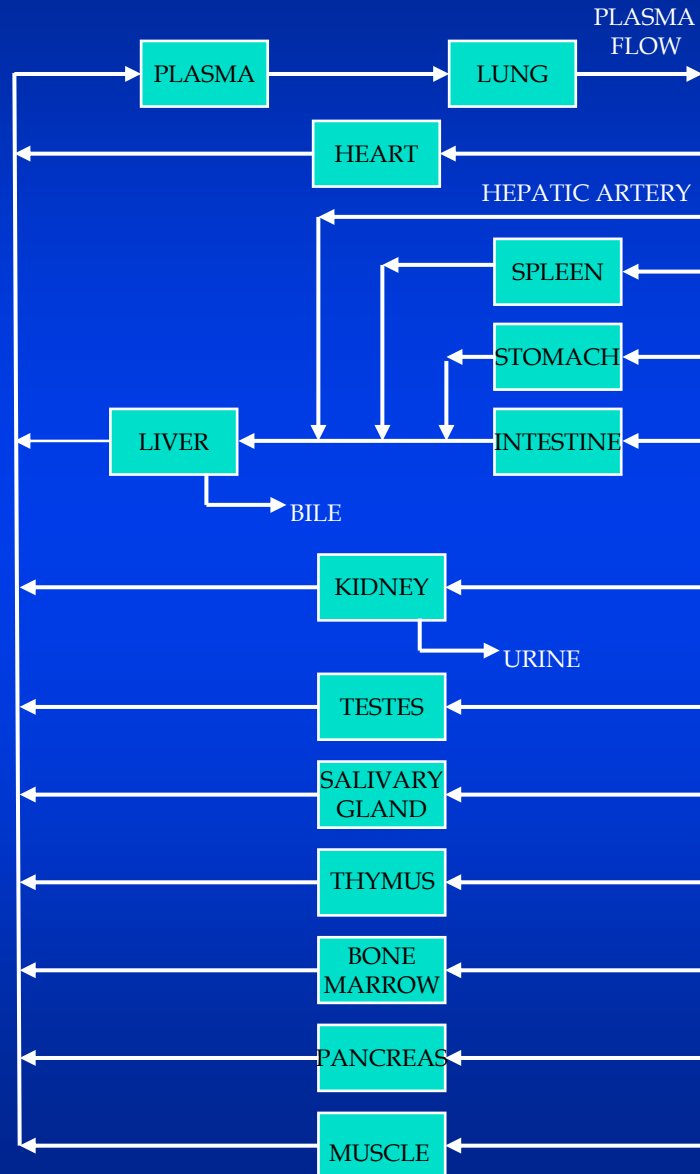 PLASMA
FLOW
PLASMA
LUNG
HEART
HEPATIC ARTERY
SPLEEN
STOMACH
LIVER
INTESTINE
BILE
KIDNEY
URINE
TESTES
SALIVARY
GLAND
THYMUS
BONE
MARROW
PANCREAS
MUSCLE